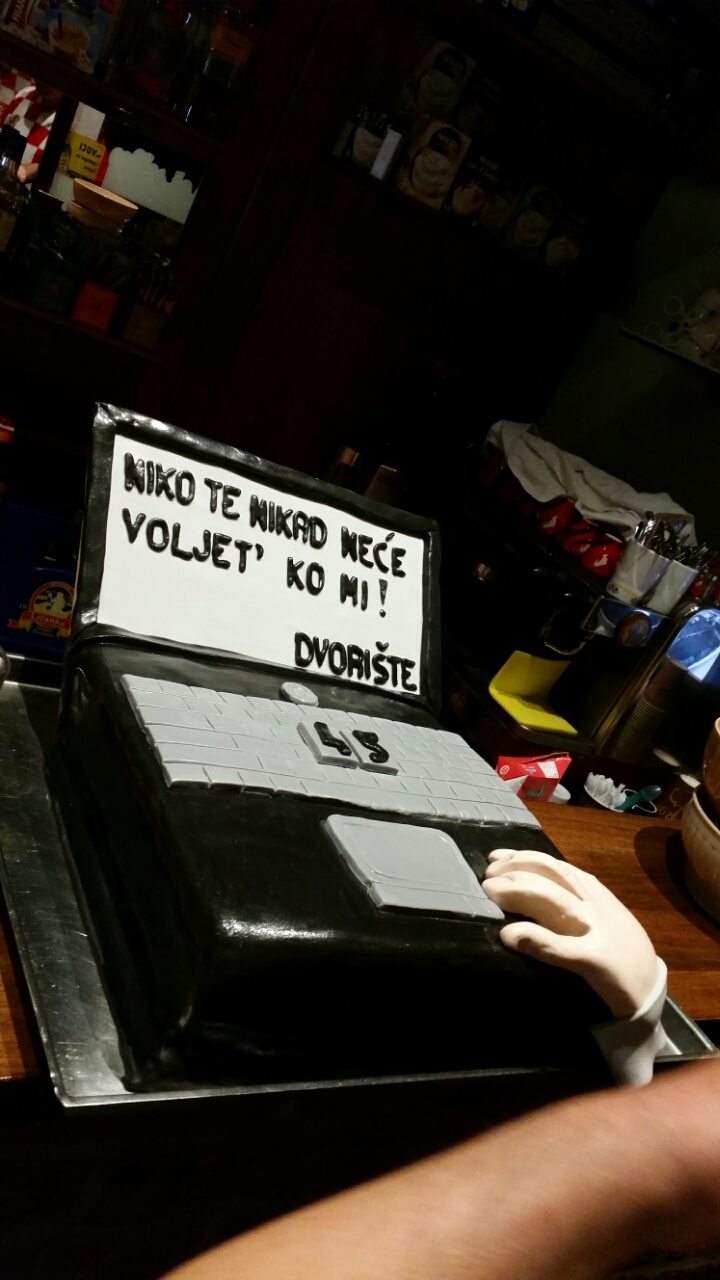 NIKO TE NIKAD NEĆE
VOLJET' KO MI!
DVORIŠTE
45